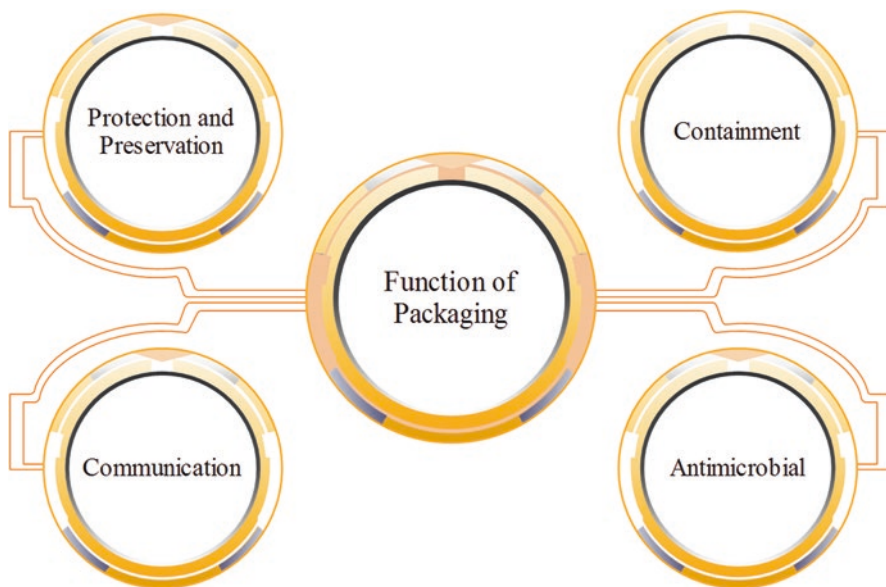 Protection and
Preservation
Containment
Function of
Packaging
Communication
Antimicrobial